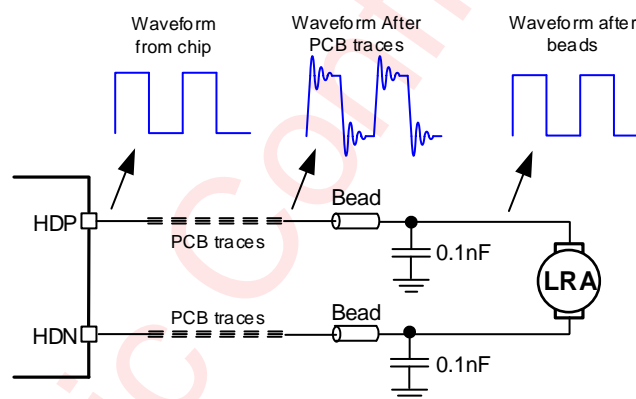 Waveform
from chip
Waveform After
PCB traces
Waveform after
beads
HDP
PCB traces
Bead
0.1nF
LRA
HDN
PCB traces
Bead
0.1nF